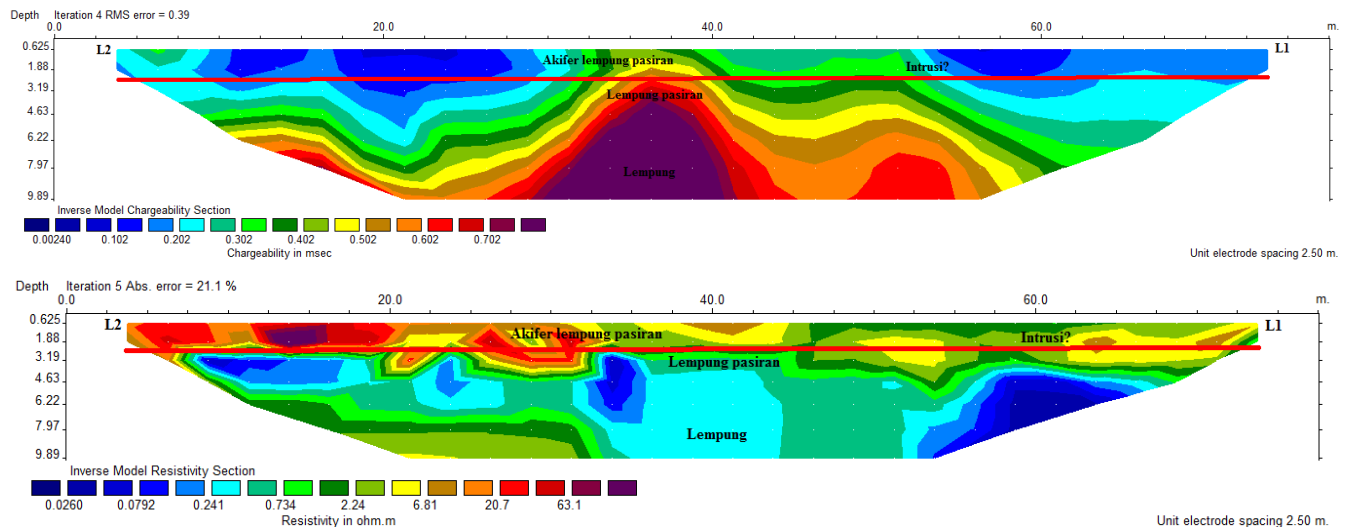 Depth Iteration 4 RMS error = 0.39
0.0 20.0 40.0 60.0 m.
L2 L1
0.625
Akifer lempung pasiran
Intrusi?
1.88
3.19 Lempung pasiran
4.63
6.22
7.97 Lempung
9.89
Inverse Model Chargeability Section
0.00240 0.102 0.202 0.302 0.402 0.502 0.602 0.702
Chargeability in msec Unit electrode spacing 2.50 m.
Depth Iteration 5 Abs. error = 21.1 %
0.0 20.0 40.0 60.0 m.
0.625 L2 L1
1.88 Akifer lempung pasiran Intrusi?
3.19 Lempung pasiran
4.63
6.22
7.97 Lempung
9.89
Inverse Model Resistivity Section
0.0260 0.0792 0.241 0.734 2.24 6.81 20.7 63.1
Resistivity in ohm.m Unit electrode spacing 2.50 m.